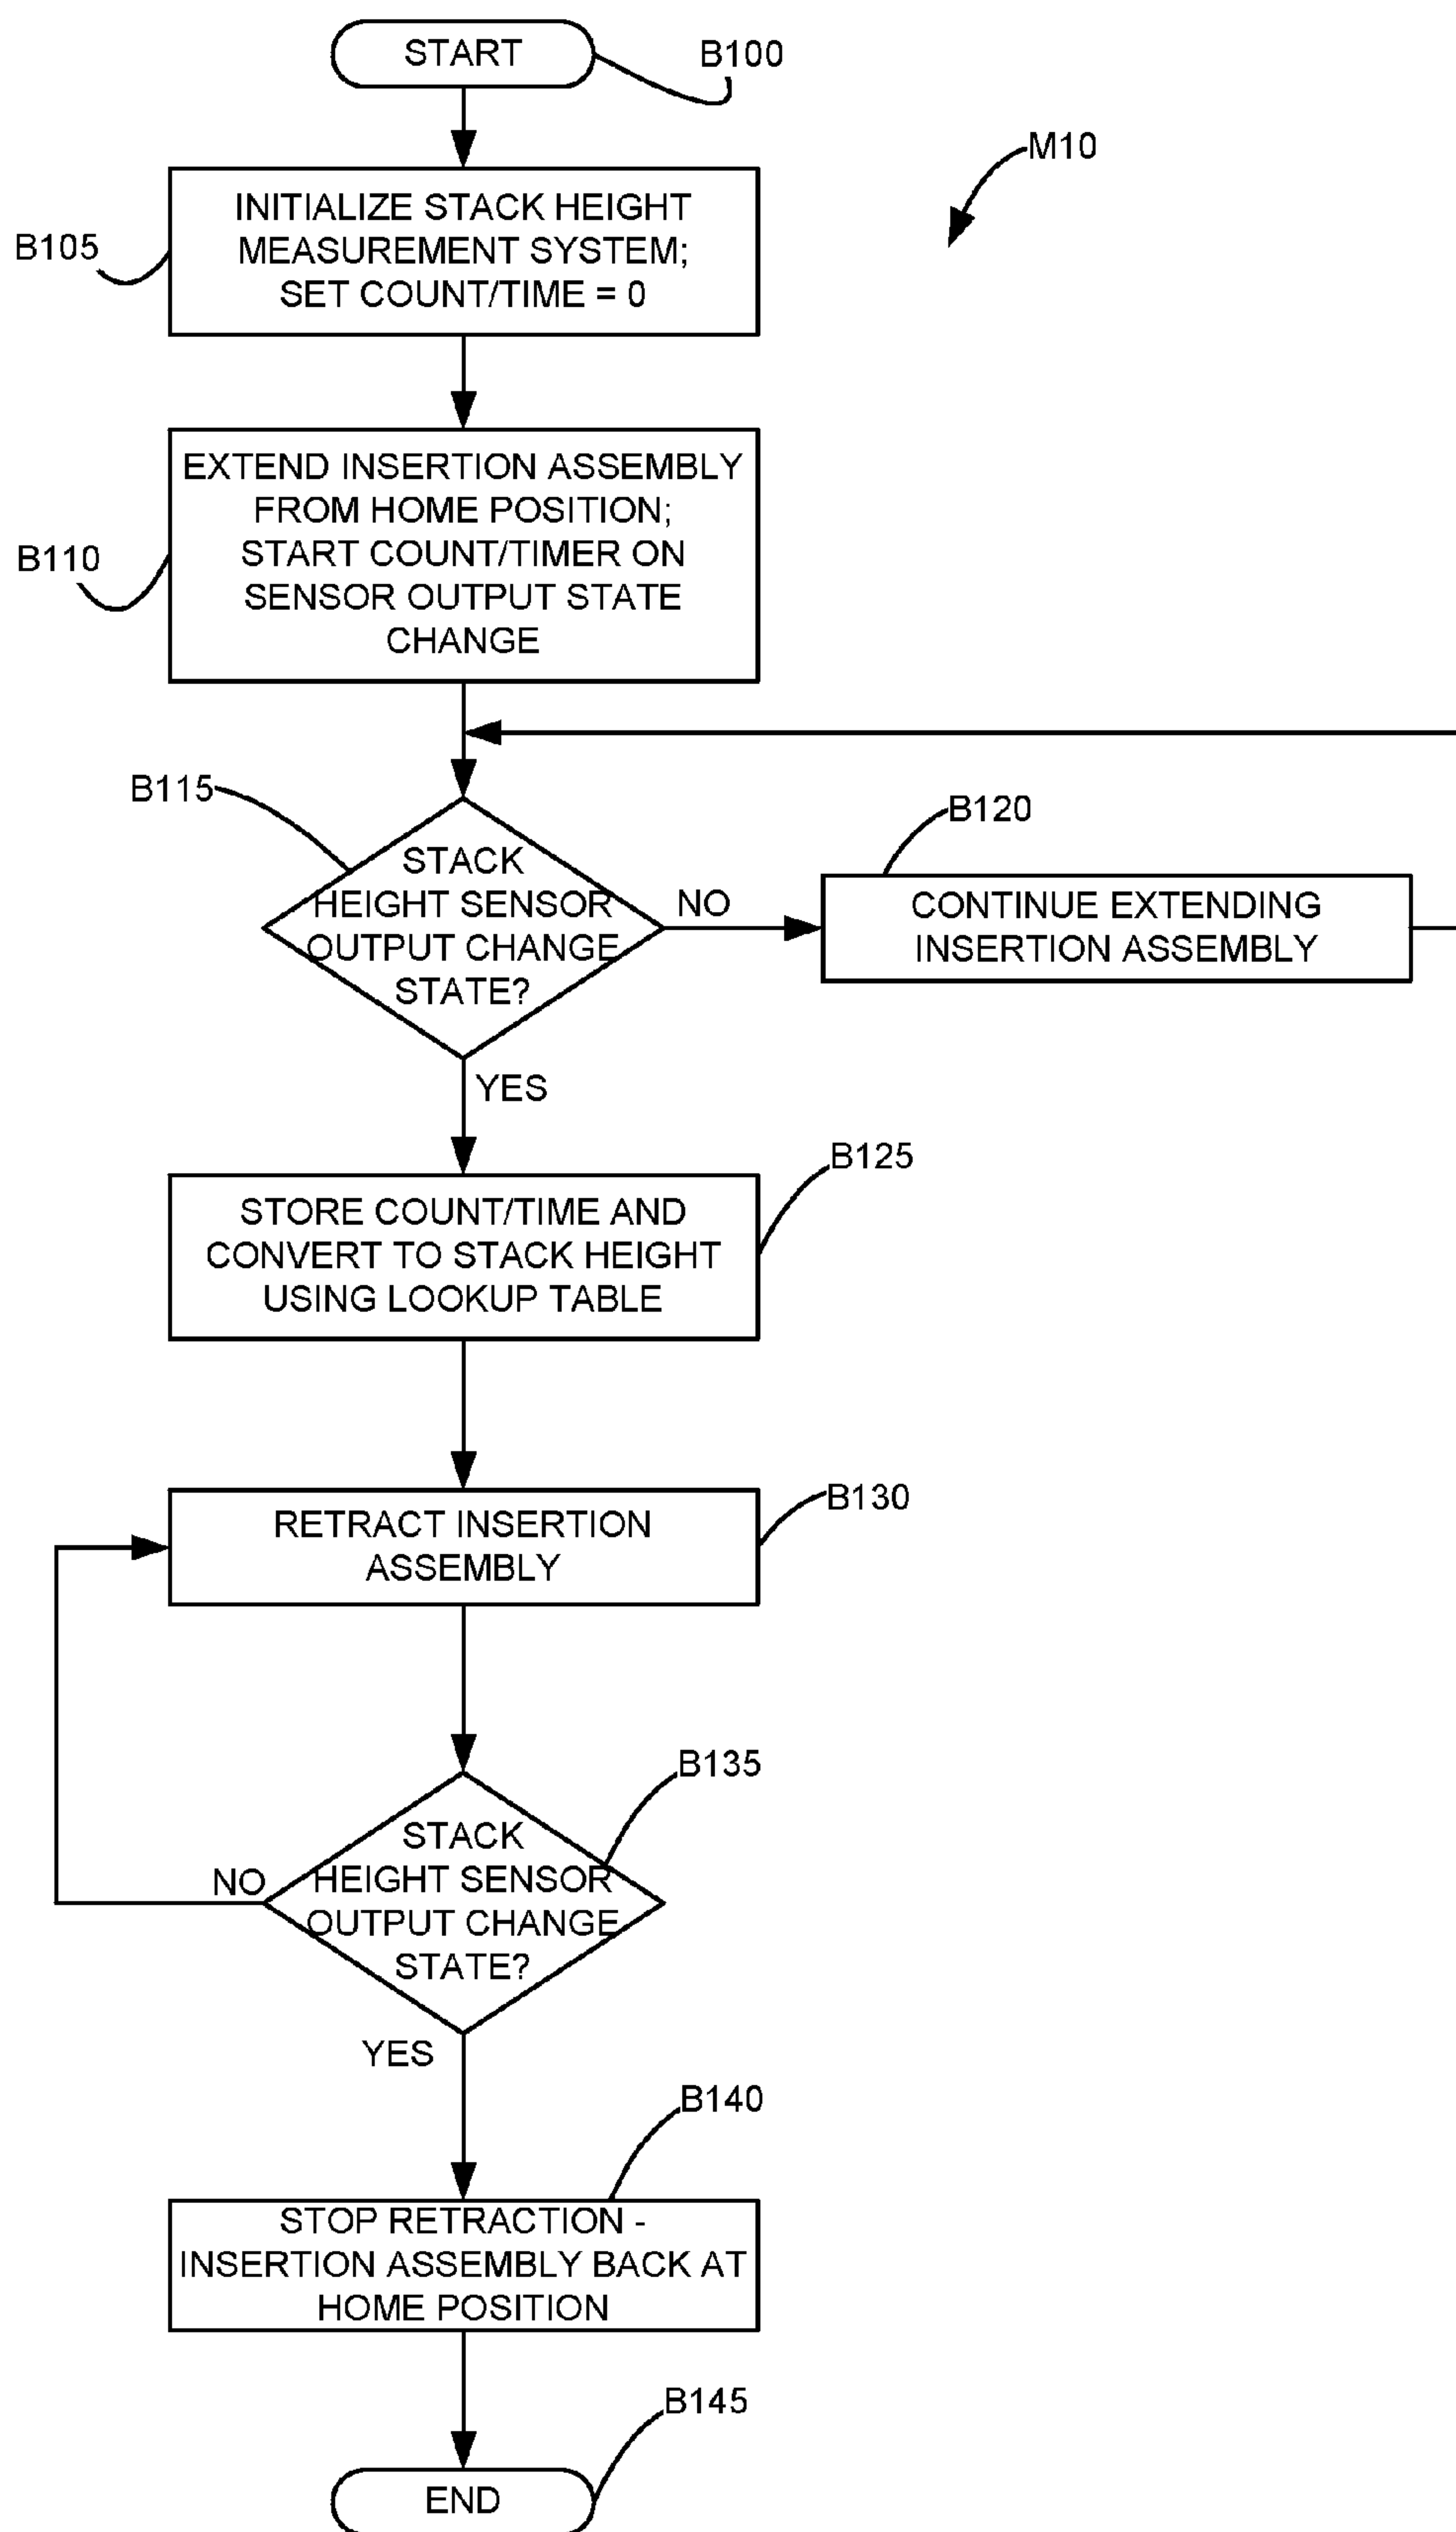 START
B100
M10
INITIALIZE STACK HEIGHT
MEASUREMENT SYSTEM;
SET COUNT/TIME = 0
B105
EXTEND INSERTION ASSEMBLY
FROM HOME POSITION;
START COUNT/TIMER ON
SENSOR OUTPUT STATE
CHANGE
B110
B115
STACK
HEIGHT SENSOR
OUTPUT CHANGE
STATE?
NO
B120
CONTINUE EXTENDING
INSERTION ASSEMBLY
YES
B125
STORE COUNT/TIME AND
CONVERT TO STACK HEIGHT
USING LOOKUP TABLE
B130
RETRACT INSERTION
ASSEMBLY
B135
STACK
HEIGHT SENSOR
OUTPUT CHANGE
STATE?
NO
YES
B140
STOP RETRACTION -
INSERTION ASSEMBLY BACK AT
HOME POSITION
B145
END